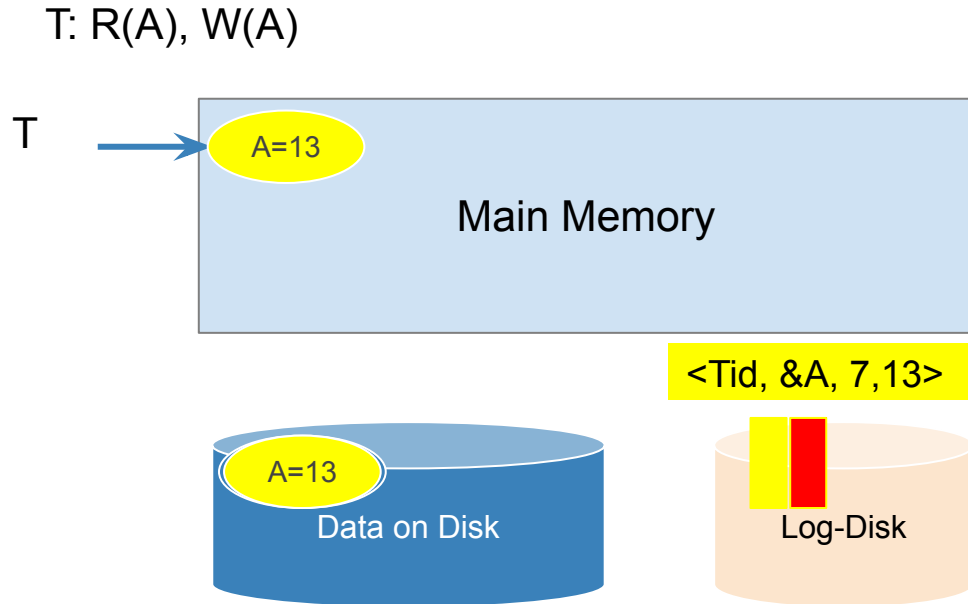 T: R(A), W(A)
T
A=13
Main Memory
<Tid, &A, 7,13>
A=13
Data on Disk
Log-Disk